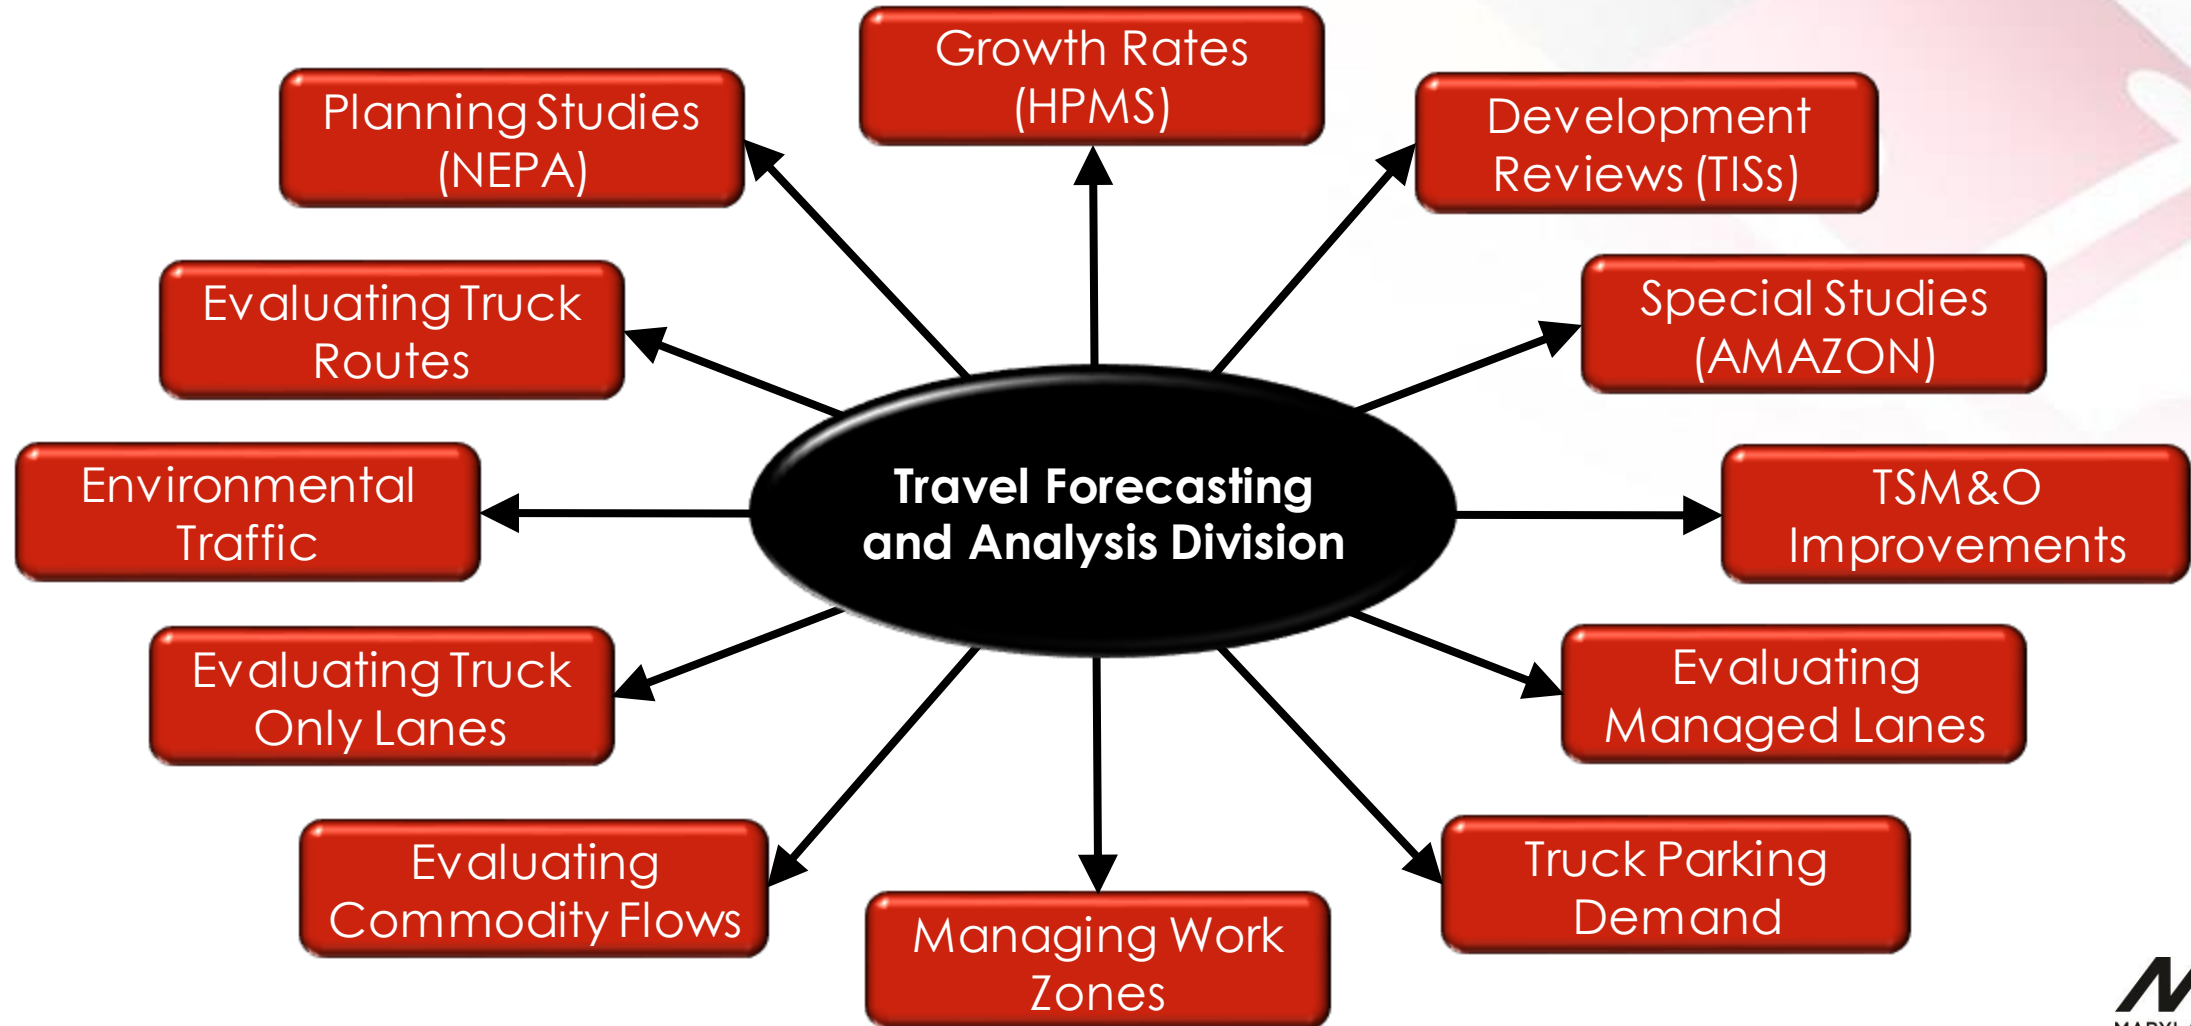 Growth Rates
(HPMS)
Planning Studies
(NEPA)
Development
Reviews (TISs)
Evaluating Truck
Routes
Special Studies
(AMAZON)
Environmental
Traffic
Travel Forecasting
and Analysis Division
TSM&O
Improvements
Evaluating Truck
Only Lanes
Evaluating
Managed Lanes
Evaluating
Commodity Flows
Truck Parking
Demand
Managing Work
Zones